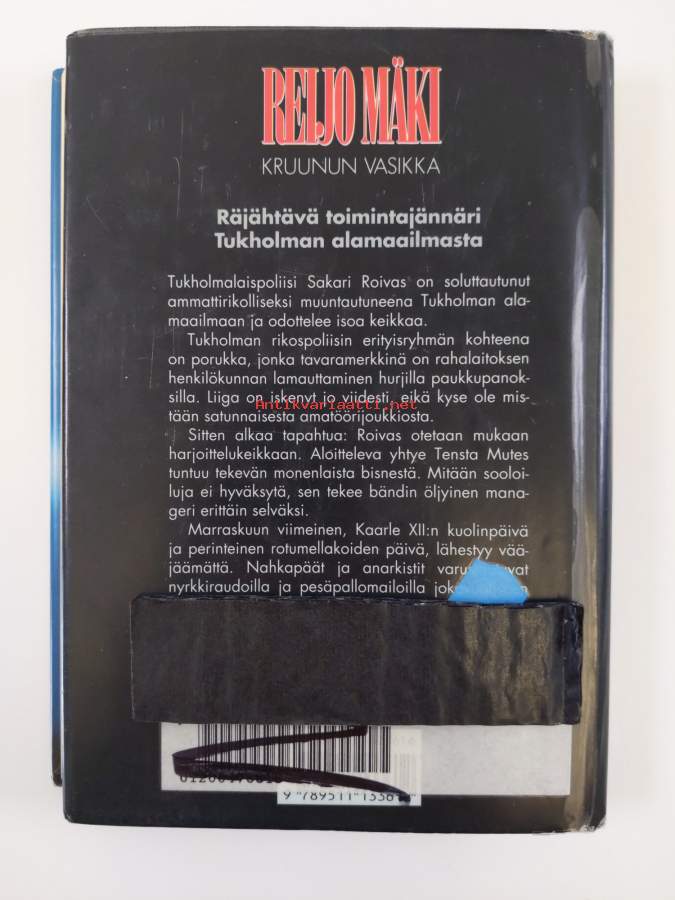 REIJO MÄKI
KRUUNUN VASIKKA
Räjähtävä toimintajännäri
Tukholman alamaailmasta
Tukholmalaispoliisi Sakari Roivas on soluttautunut
ammattirikolliseksi muuntautuneena Tukholman ala-
maailmaan ja odottelee isoa keikkaa.
Tukholman rikospoliisin erityisryhmän kohteena
on porukka, jonka tavaramerkkinä on rahalaitoksen
henkilökunnan lamauttaminen hurjilla paukkupanok-
silla. Liiga on iskenyt jo viidesti, eikä kyse ole mis-
Antikvariaatti.net
tään satunnaisesta amatöörijoukkiosta.
Sitten alkaa tapahtua: Roivas otetaan mukaan
harjoittelukeikkaan. Aloitteleva yhtye Tensta Mutes
tuntuu tekevän monenlaista bisnestä. Mitään sooloi-
luja ei hyväksytä, sen tekee bändin öljyinen mana-
geri erittäin selväksi.
Marraskuun viimeinen, Kaarle XII:n kuolinpäivä
ja perinteinen rotumellakoiden päivä, lähestyy vää-
jäämättä. Nahkapäät ja anarkistit
nyrkkiraudoilla ja pesäpallomailoilla
9 "789511"1336